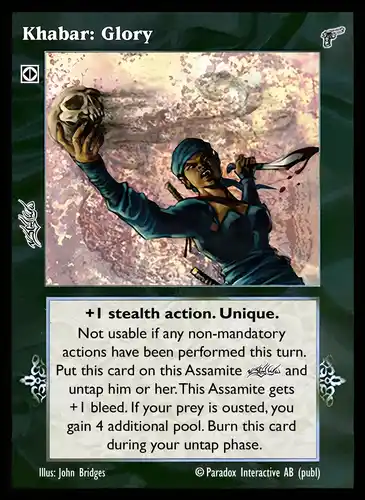 Khabar: Glory
+1 stealth action. Unique.
Not usable if any non-mandatory
actions have been performed this turn.
Put this card on this Assamite and
untap him or her. This Assamite gets
+1 bleed. If your prey is ousted, you
gain 4 additional pool. Burn this card
during your untap phase.
Illus: John Bridges
© Paradox Interactive AB (publ)